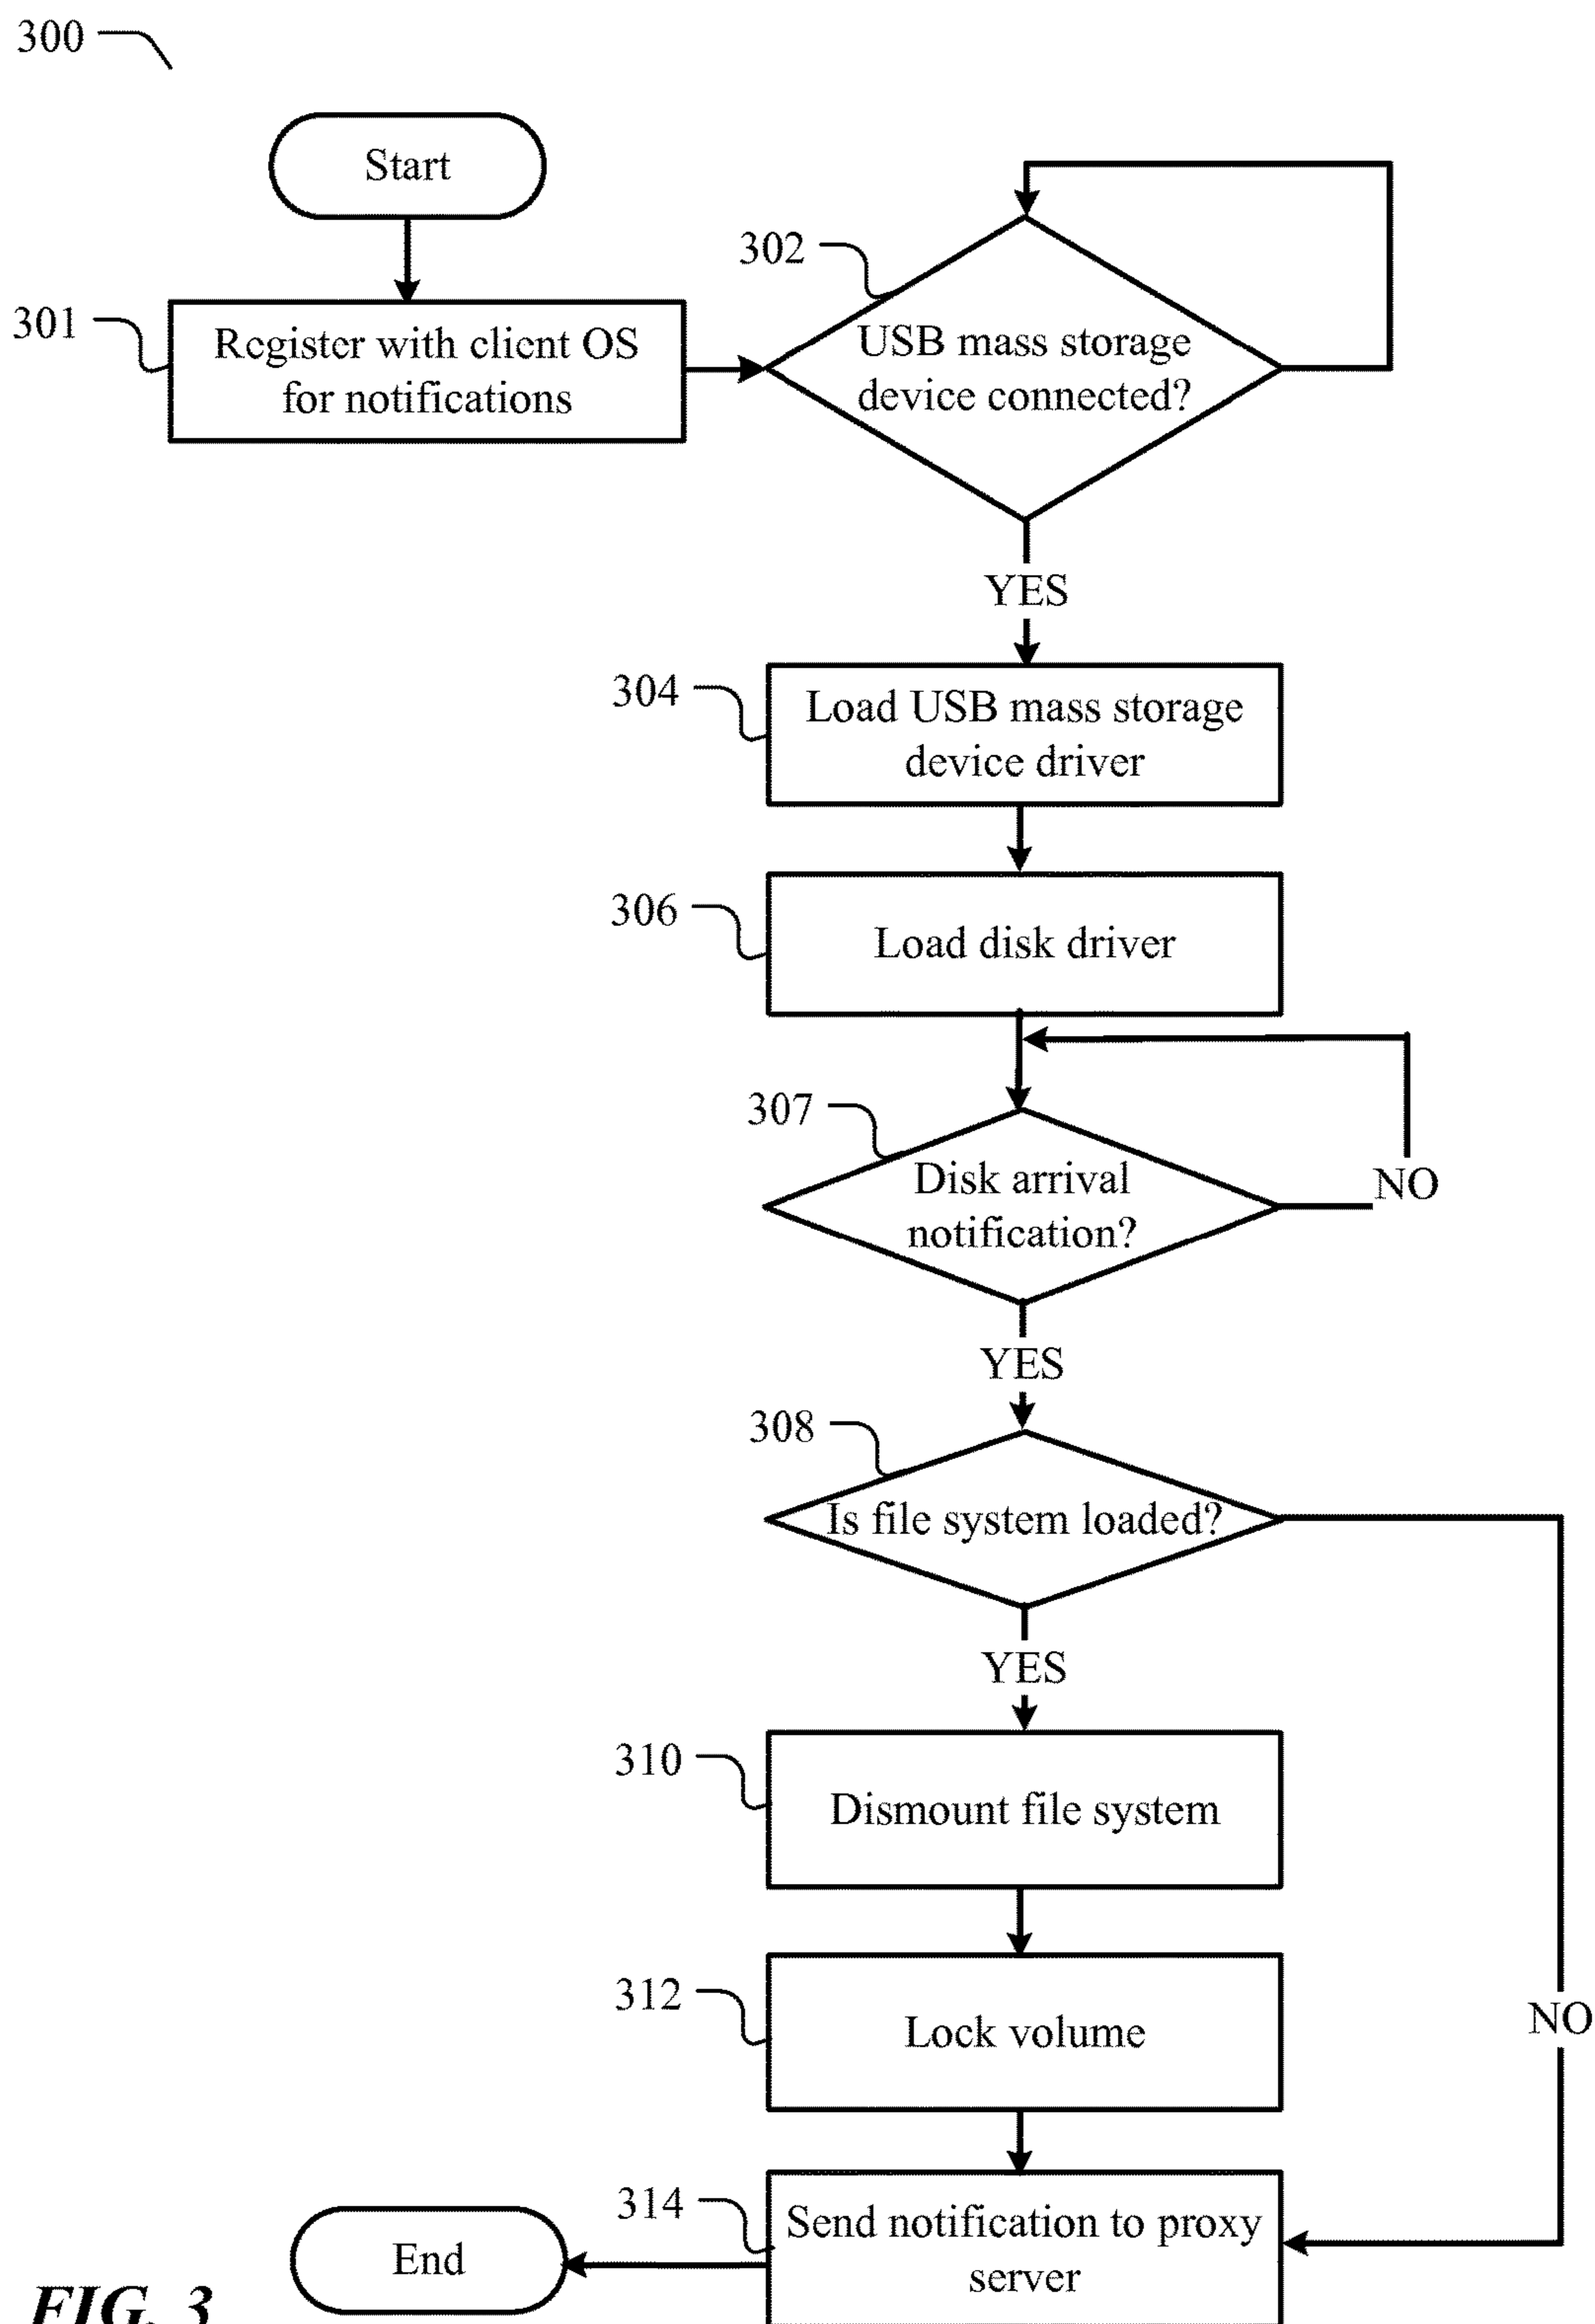 300
Start
301
Register with client OS
for notifications
302
USB mass storage
device connected?
YES
304
Load USB mass storage
device driver
306
Load disk driver
307
Disk arrival
notification?
NO
YES
308
Is file system loaded?
YES
310
Dismount file system
312
Lock volume
NO
314
Send notification to proxy
server
End
FIG. 3